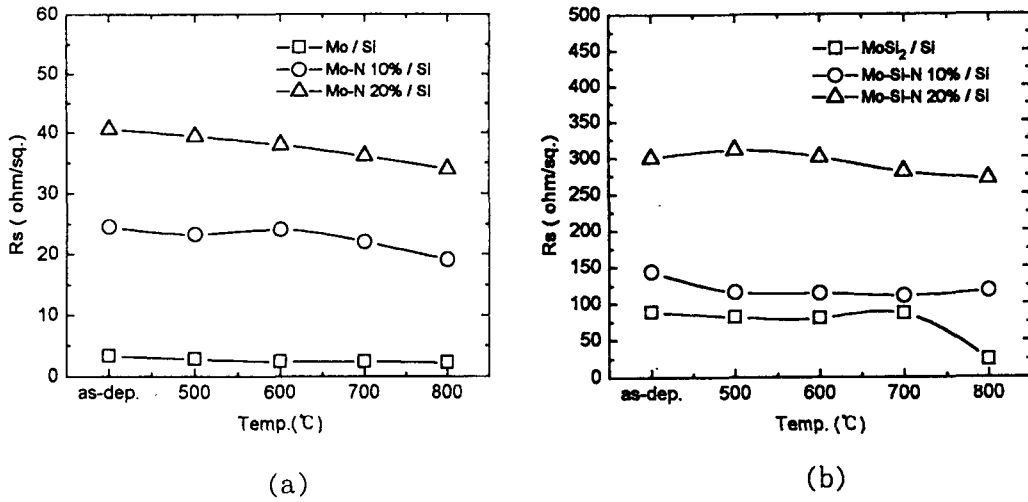 60
50
40
30
20
10
0
Rs ( ohm/sq.)
Mo / Si
Mo-N 10% / Si
Mo-N 20% / Si
as-dep. 500 600 700 800
Temp.(℃)
(a)
500
450
400
350
300
250
200
150
100
50
0
Rs ( ohm/sq.)
MoSi₂ / Si
Mo-Si-N 10% / Si
Mo-Si-N 20% / Si
as-dep. 500 600 700 800
Temp.(℃)
(b)